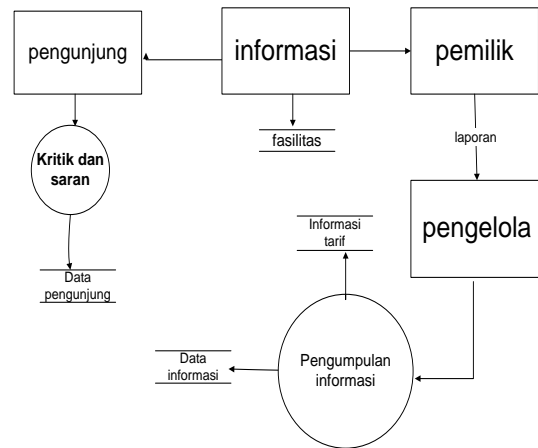 pengunjung
informasi
pemilik
fasilitas
laporan
Kritik dan
saran
pengelola
Informasi
tarif
Data
pengunjung
Data
informasi
Pengumpulan
informasi